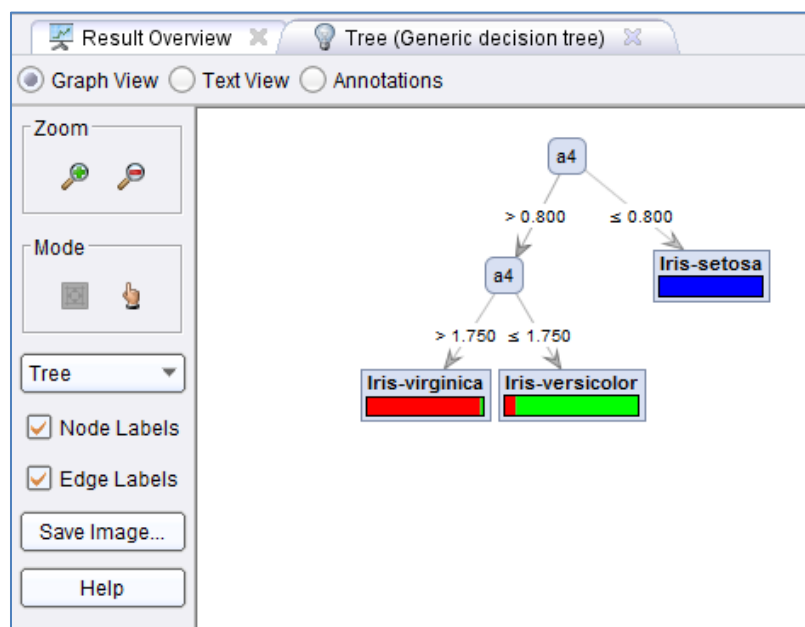 Result Overview
Tree (Generic decision tree)
Graph View
Text View
Annotations
Zoom
Mode
Tree
Node Labels
Edge Labels
Save Image...
Help
a4
> 0.800
≤ 0.800
a4
Iris-setosa
> 1.750
≤ 1.750
Iris-virginica
Iris-versicolor